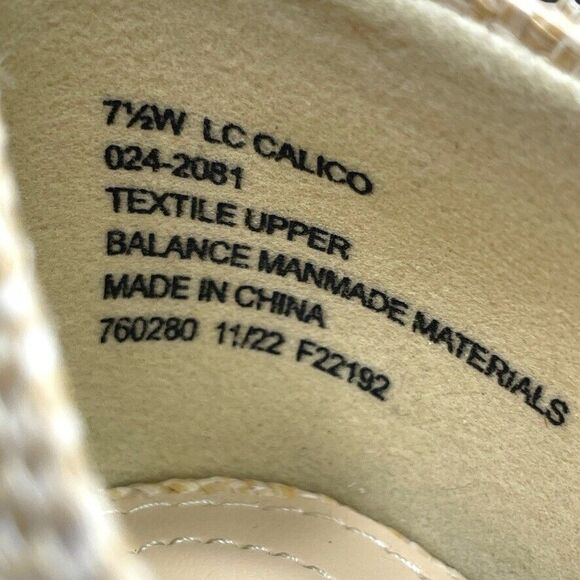 7½W LC CALICO
024-2081
TEXTILE UPPER
BALANCE MANMADE MATERIALS
MADE IN CHINA
760280 11/22 F22192